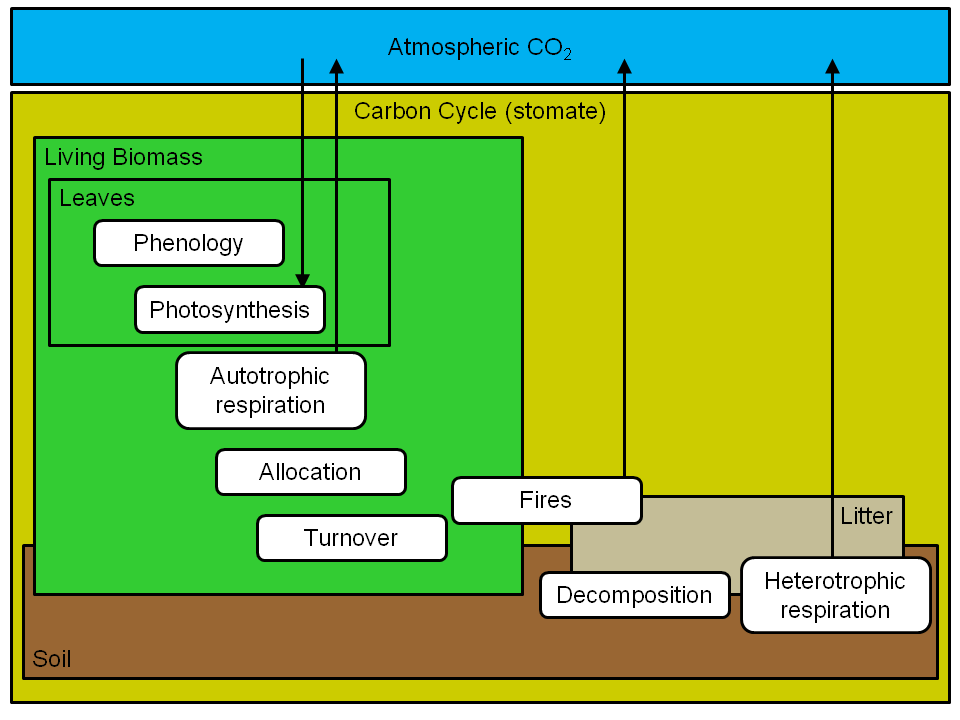 Atmospheric CO₂
Carbon Cycle (stomate)
Living Biomass
Leaves
Phenology
Photosynthesis
Autotrophic
respiration
Allocation
Fires
Litter
Turnover
Decomposition
Heterotrophic
respiration
Soil